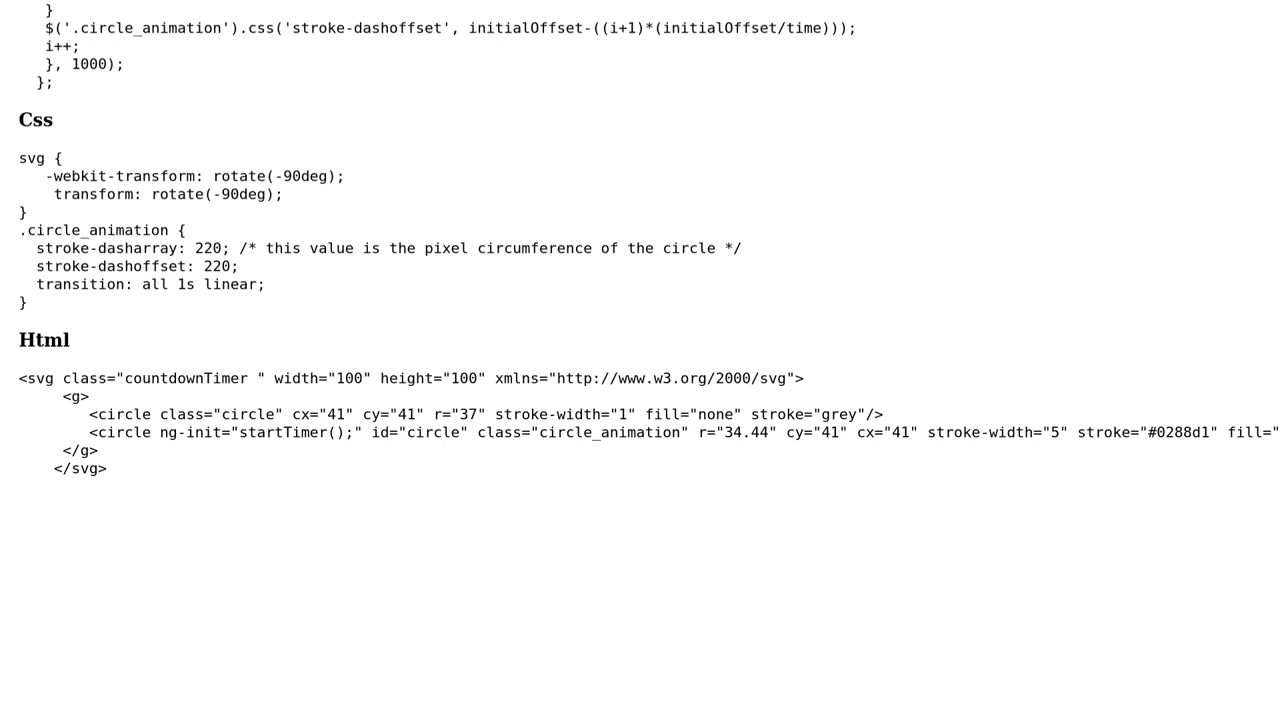 }
$('.circle_animation').css('stroke-dashoffset', initialOffset-((i+1)*(initialOffset/time)));
i++;
}, 1000);
};
Css
svg {
-webkit-transform: rotate(-90deg);
transform: rotate(-90deg);
}
.circle_animation {
stroke-dasharray: 220; /* this value is the pixel circumference of the circle */
stroke-dashoffset: 220;
transition: all 1s linear;
}
Html
<svg class="countdownTimer " width="100" height="100" xmlns="http://www.w3.org/2000/svg">
<g>
<circle class="circle" cx="41" cy="41" r="37" stroke-width="1" fill="none" stroke="grey"/>
<circle ng-init="startTimer();" id="circle" class="circle_animation" r="34.44" cy="41" cx="41" stroke-width="5" stroke="#0288d1" fill="
</g>
</svg>